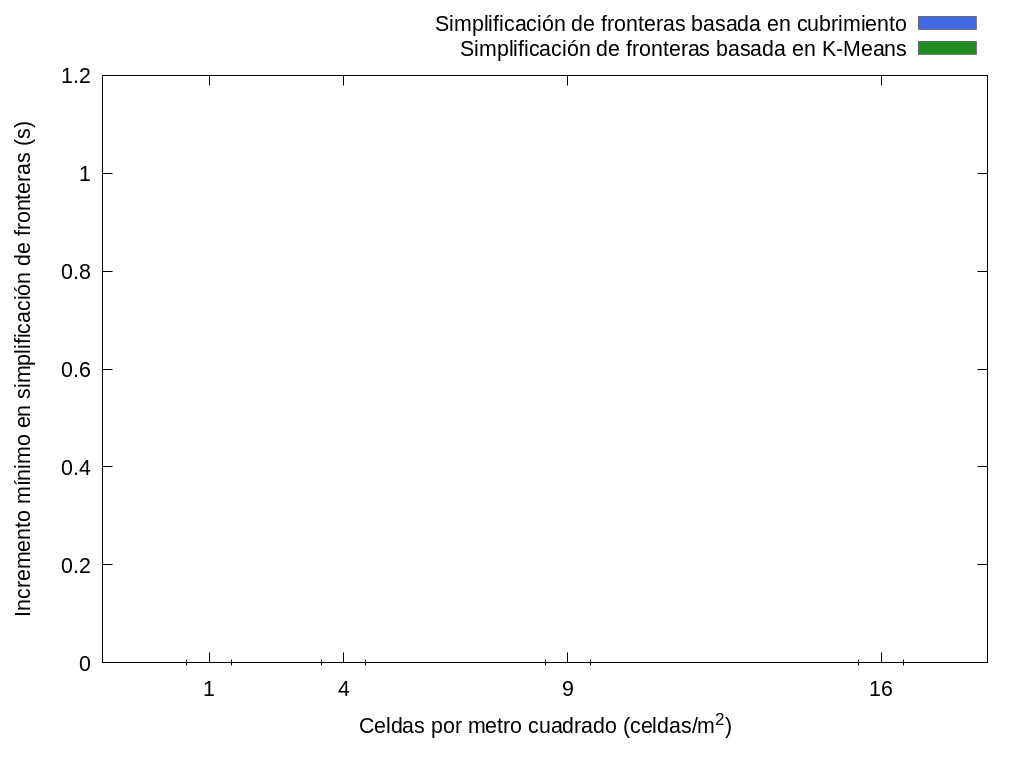 Simplificación de fronteras basada en cubrimiento
Simplificación de fronteras basada en K-Means
1.2
1
0.8
0.6
0.4
0.2
0
Incremento mínimo en simplificación de fronteras (s)
1 4 9 16
Celdas por metro cuadrado (celdas/m²)